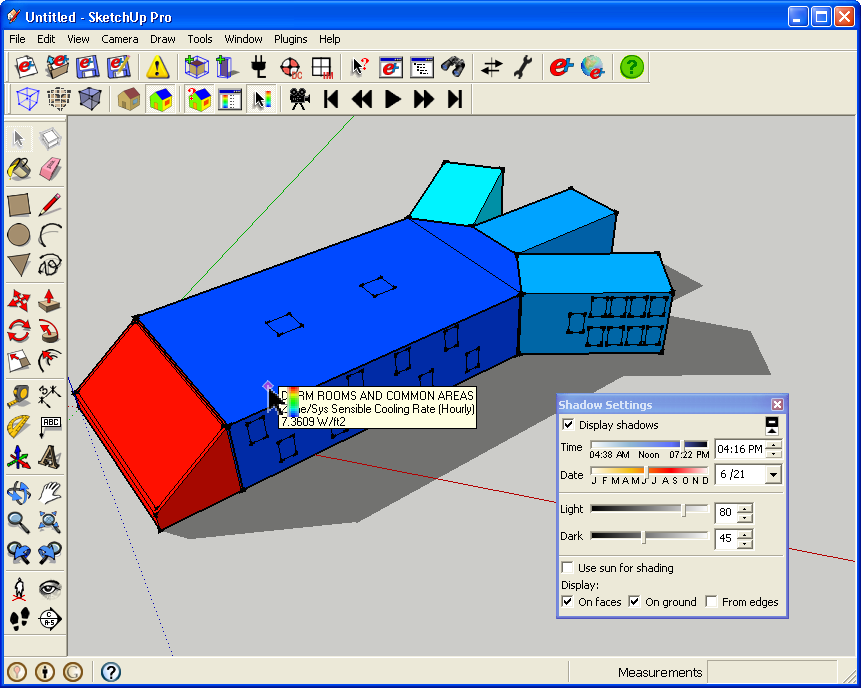 Untitled - SketchUp Pro
File Edit View Camera Draw Tools Window Plugins Help
ABC
RM ROOMS AND COMMON AREAS
e/Sys Sensible Cooling Rate (Hourly)
7.3609 W/ft2
Shadow Settings
Display shadows
Time 04:16 PM
04:38 AM Noon 07:22 PM
Date 6 /21
J F M A M J J A S O N D
Light 80
Dark 45
Use sun for shading
Display:
On faces On ground From edges
Measurements